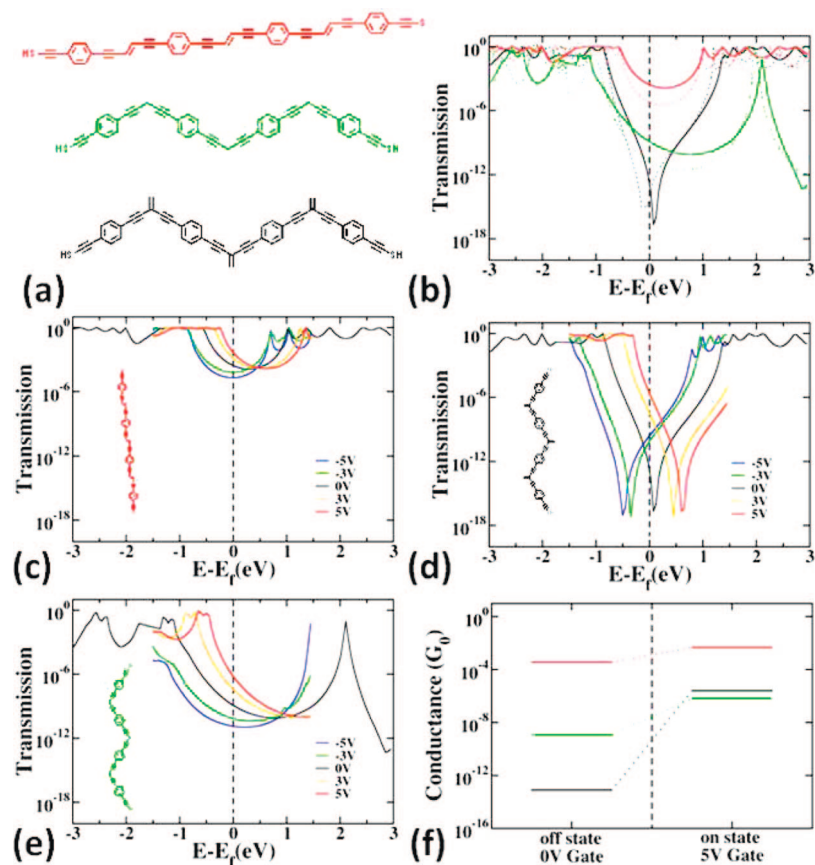 HS
S
HS
SH
HS
SH
(a)
(b)
Transmission
10^0
10^-6
10^-12
10^-18
-3 -2 -1 0 1 2 3
E-E_f(eV)
(c)
Transmission
10^0
10^-6
10^-12
10^-18
-5V
-3V
0V
3V
5V
-3 -2 -1 0 1 2 3
E-E_f(eV)
(d)
Transmission
10^0
10^-6
10^-12
10^-18
-5V
-3V
0V
3V
5V
-3 -2 -1 0 1 2 3
E-E_f(eV)
(e)
Transmission
10^0
10^-6
10^-12
10^-18
-5V
-3V
0V
3V
5V
-3 -2 -1 0 1 2 3
E-E_f(eV)
(f)
Conductance (G_0)
10^0
10^-4
10^-8
10^-12
10^-16
off state
0V Gate
on state
5V Gate